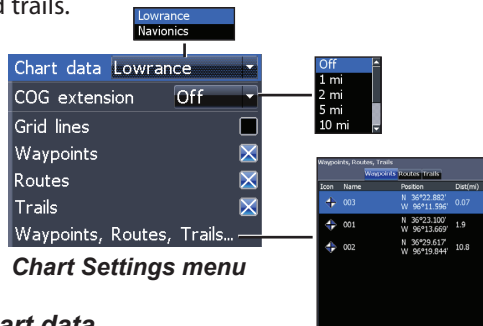 d trails.
Lowrance
Navionics
Chart data Lowrance
COG extension Off
Grid lines
Waypoints
Routes
Trails
Waypoints, Routes, Trails...
Off
1 mi
2 mi
5 mi
10 mi
Waypoints, Routes, Trails
Waypoints Routes Trails
Icon Name Position Dist(mi)
003 N 36°22.882' W 96°11.596' 0.07
001 N 36°23.100' W 96°13.669' 1.9
002 N 36°29.617' W 96°19.844' 10.8
Chart Settings menu
art data